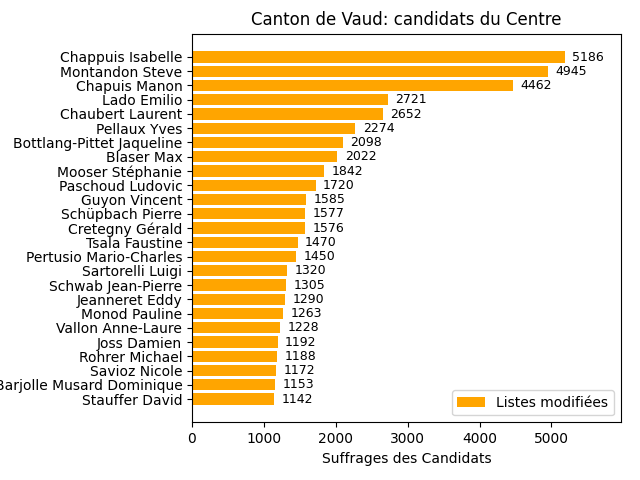 Canton de Vaud: candidats du Centre
Chappuis Isabelle 5186
Montandon Steve 4945
Chapuis Manon 4462
Lado Emilio 2721
Chaubert Laurent 2652
Pellaux Yves 2274
Bottlang-Pittet Jaqueline 2098
Blaser Max 2022
Mooser Stéphanie 1842
Paschoud Ludovic 1720
Guyon Vincent 1585
Schüpbach Pierre 1577
Cretegny Gérald 1576
Tsala Faustine 1470
Pertusio Mario-Charles 1450
Sartorelli Luigi 1320
Schwab Jean-Pierre 1305
Jeanneret Eddy 1290
Monod Pauline 1263
Vallon Anne-Laure 1228
Joss Damien 1192
Rohrer Michael 1188
Savioz Nicole 1172
Barjolle Musard Dominique 1153
Stauffer David 1142
Listes modifiées
0 1000 2000 3000 4000 5000
Suffrages des Candidats